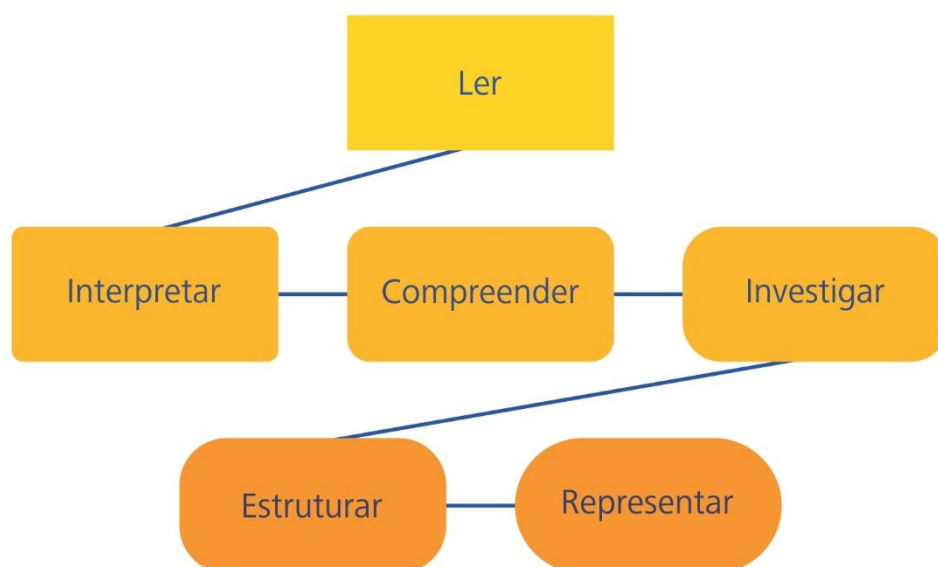 Ler
Interpretar
Compreender
Investigar
Estruturar
Representar